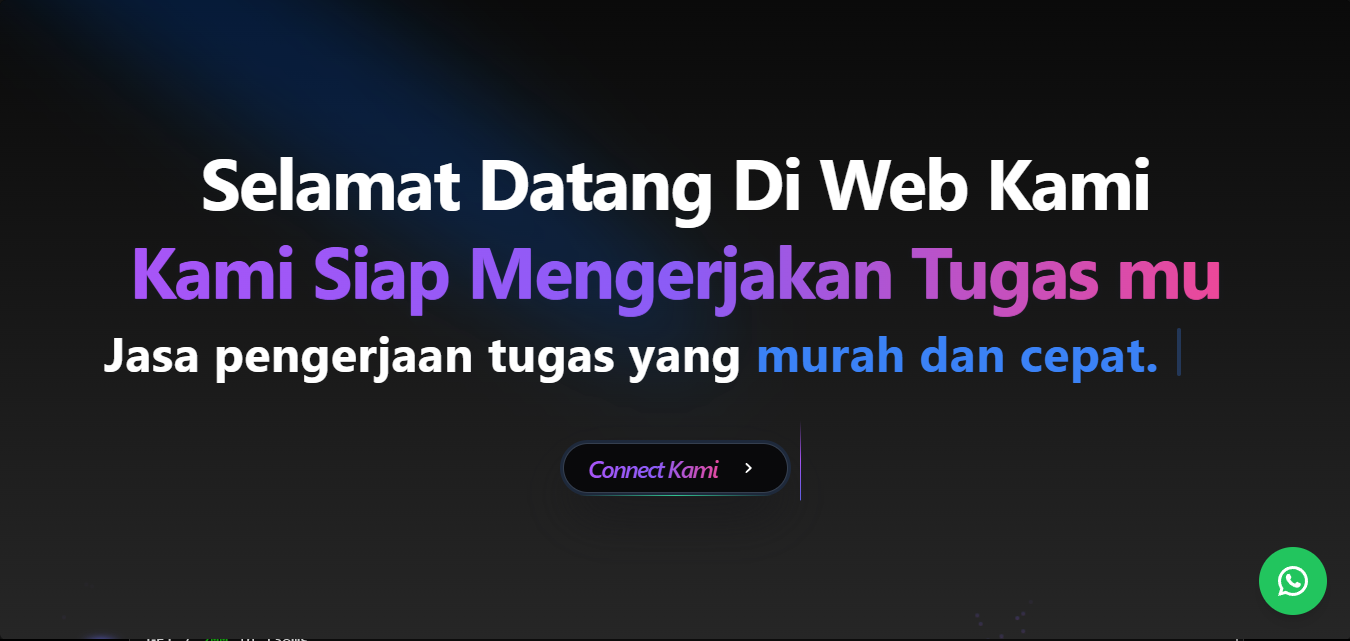 Selamat Datang Di Web Kami
Kami Siap Mengerjakan Tugas mu
Jasa pengerjaan tugas yang murah dan cepat.
Connect Kami